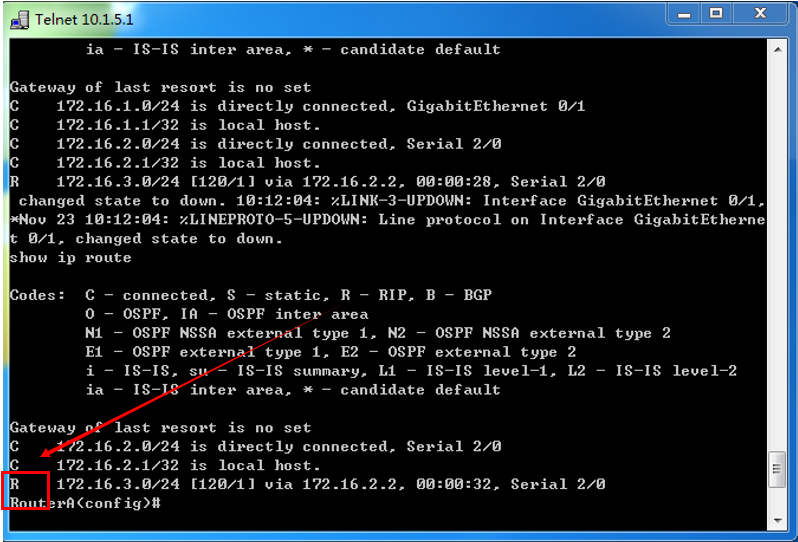 Telnet 10.1.5.1
ia - IS-IS inter area, * - candidate default
Gateway of last resort is no set
C    172.16.1.0/24 is directly connected, GigabitEthernet 0/1
C    172.16.1.1/32 is local host.
C    172.16.2.0/24 is directly connected, Serial 2/0
C    172.16.2.1/32 is local host.
R    172.16.3.0/24 [120/1] via 172.16.2.2, 00:00:28, Serial 2/0
changed state to down. 10:12:04: %LINK-3-UPDOWN: Interface GigabitEthernet 0/1,
*Nov 23 10:12:04: %LINEPROTO-5-UPDOWN: Line protocol on Interface GigabitEtherne
t 0/1, changed state to down.
show ip route
Codes:  C - connected, S - static, R - RIP, B - BGP
O - OSPF, IA - OSPF inter area
N1 - OSPF NSSA external type 1, N2 - OSPF NSSA external type 2
E1 - OSPF external type 1, E2 - OSPF external type 2
i - IS-IS, su - IS-IS summary, L1 - IS-IS level-1, L2 - IS-IS level-2
ia - IS-IS inter area, * - candidate default
Gateway of last resort is no set
C    172.16.2.0/24 is directly connected, Serial 2/0
C    172.16.2.1/32 is local host.
R    172.16.3.0/24 [120/1] via 172.16.2.2, 00:00:32, Serial 2/0
RouterA(config)#